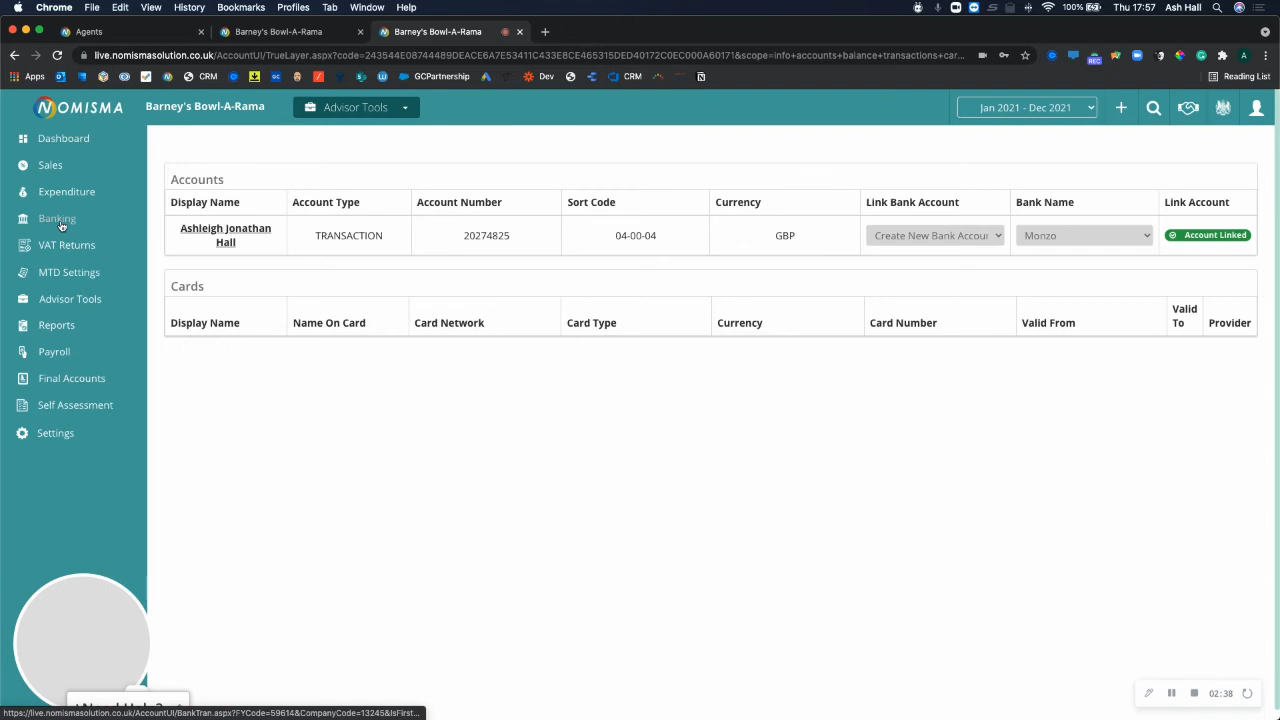 Chrome File Edit View History Bookmarks Profiles Tab Window Help 100% Thu 17:57 Ash Hall
Agents Barney's Bowl-A-Rama Barney's Bowl-A-Rama
live.nomismasolution.co.uk/AccountUI/TrueLayer.aspx?code=243544E08744489DEACE6A7E53411C433E8CE465315DED40172C0EC000A60171&scope=info+accounts+balance+transactions+car...
Apps CRM GCPartnership Dev CRM REC Reading List
NOMISMA Barney's Bowl-A-Rama Advisor Tools Jan 2021 - Dec 2021
Dashboard
Sales
Expenditure
Banking
VAT Returns
MTD Settings
Advisor Tools
Reports
Payroll
Final Accounts
Self Assessment
Settings
Accounts
Display Name Account Type Account Number Sort Code Currency Link Bank Account Bank Name Link Account
Ashleigh Jonathan Hall TRANSACTION 20274825 04-00-04 GBP Create New Bank Accour Monzo Account Linked
Cards
Display Name Name On Card Card Network Card Type Currency Card Number Valid From Valid To Provider
02:38
https://live.nomismasolution.co.uk/AccountUI/BankTran.aspx?FYCode=59614&CompanyCode=13245&IsFirst...